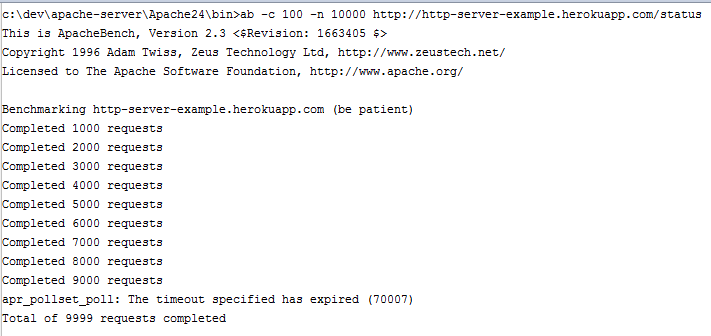 c:\dev\apache-server\Apache24\bin>ab -c 100 -n 10000 http://http-server-example.herokuapp.com/status
This is ApacheBench, Version 2.3 <$Revision: 1663405 $>
Copyright 1996 Adam Twiss, Zeus Technology Ltd, http://www.zeustech.net/
Licensed to The Apache Software Foundation, http://www.apache.org/

Benchmarking http-server-example.herokuapp.com (be patient)
Completed 1000 requests
Completed 2000 requests
Completed 3000 requests
Completed 4000 requests
Completed 5000 requests
Completed 6000 requests
Completed 7000 requests
Completed 8000 requests
Completed 9000 requests
apr_pollset_poll: The timeout specified has expired (70007)
Total of 9999 requests completed